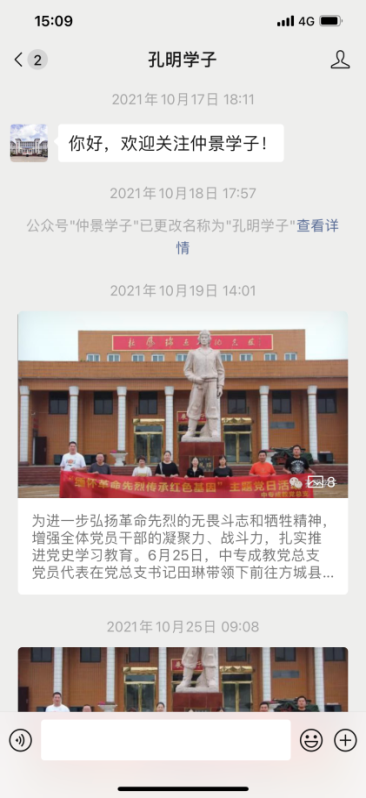 15:09
4G
2
孔明学子
2021年10月17日 18:11
你好，欢迎关注仲景学子！
2021年10月18日 17:57
公众号"仲景学子"已更改名称为"孔明学子"查看详
情
2021年10月19日 14:01
缅怀革命先烈传承红色基因"主题党日活
8
为进一步弘扬革命先烈的无畏斗志和牺牲精神，
增强全体党员干部的凝聚力、战斗力，扎实推
进党史学习教育。6月25日，中专成教党总支
党员代表在党总支书记田琳带领下前往方城县...
2021年10月25日 09:08